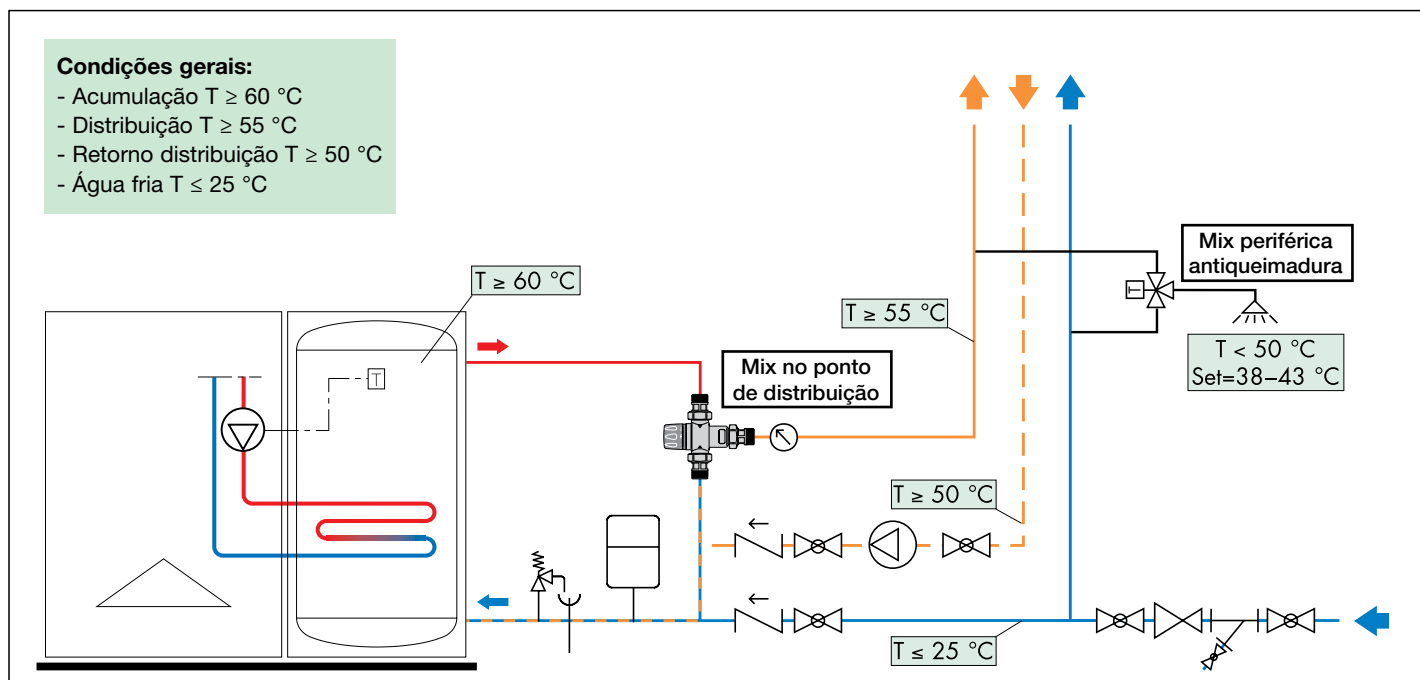 Condições gerais:
- Acumulação T ≥ 60 °C
- Distribuição T ≥ 55 °C
- Retorno distribuição T ≥ 50 °C
- Água fria T ≤ 25 °C
Mix periférica
antiqueimadura
T ≥ 60 °C
T ≥ 55 °C
T < 50 °C
Set=38–43 °C
Mix no ponto
de distribuição
T
T
T ≥ 50 °C
T ≤ 25 °C